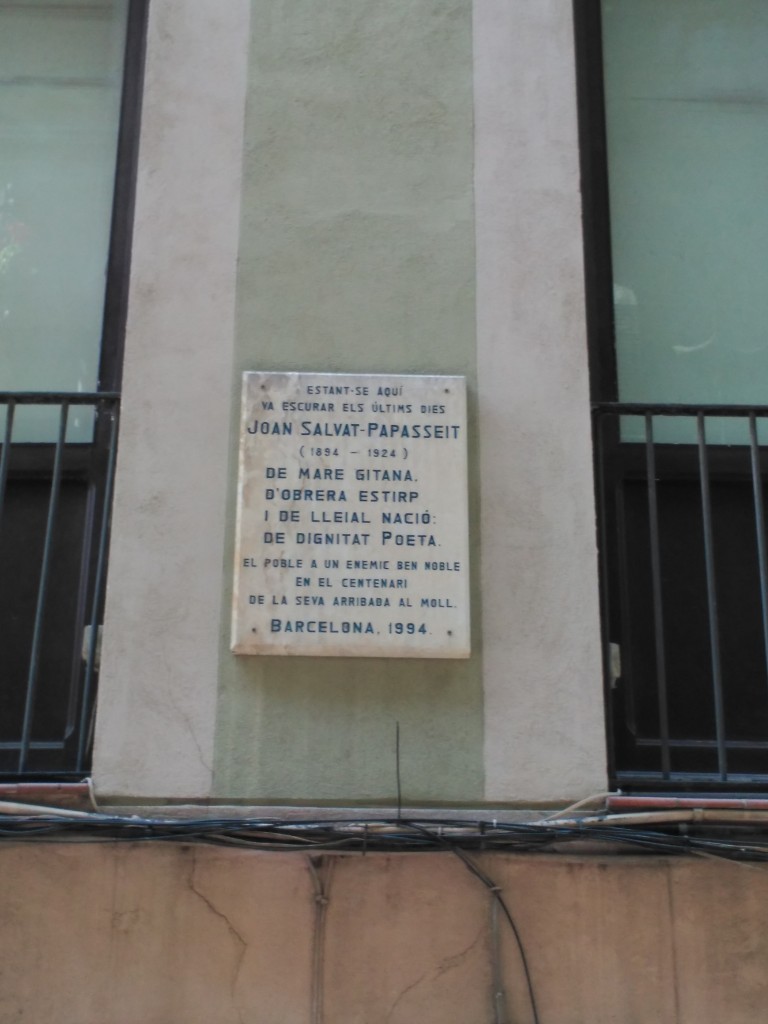 ESTANT-SE AQUÍ
VA ESCURAR ELS ÚLTIMS DIES
JOAN SALVAT-PAPASSEIT
(1894 - 1924)
DE MARE GITANA,
D'OBRERA ESTIRP
I DE LLEIAL NACIÓ:
DE DIGNITAT POETA.
EL POBLE A UN ENEMIC BEN NOBLE
EN EL CENTENARI
DE LA SEVA ARRIBADA AL MOLL.
BARCELONA, 1994.